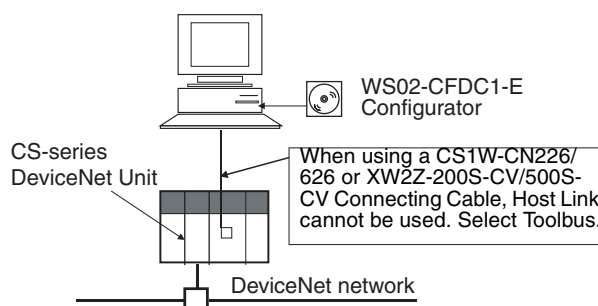 WS02-CFDC1-E
Configurator
CS-series
DeviceNet Unit
When using a CS1W-CN226/
626 or XW2Z-200S-CV/500S-
CV Connecting Cable, Host Link
cannot be used. Select Toolbus.
DeviceNet network